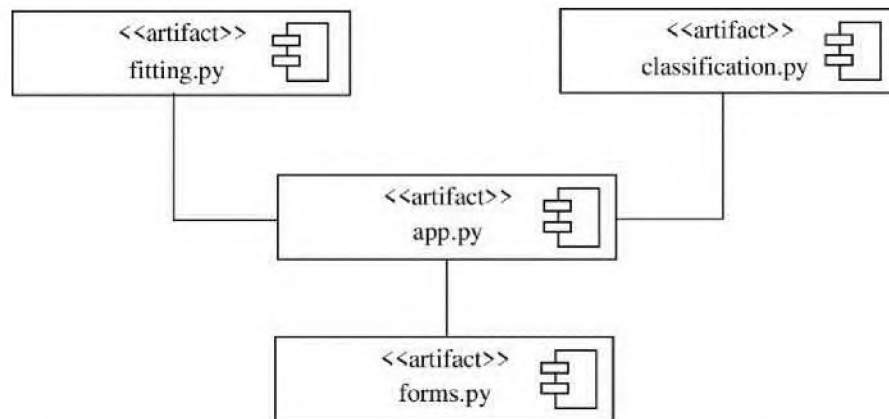 <<artifact>>
fitting.py
<<artifact>>
classification.py
<<artifact>>
app.py
<<artifact>>
forms.py